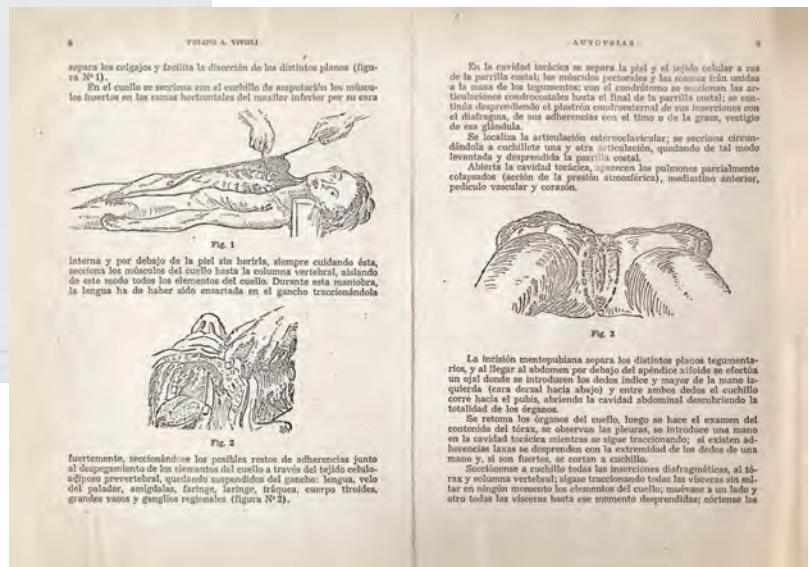 8
FELIPE A. VIVOLI
separa los colgajos y facilita la disección de los distintos planos (figu-
ra Nº 1).
En el cuello se secciona con el cuchillo de amputación los múscu-
los insertos en las ramas horizontales del maxilar inferior por su cara
Fig. 1
interna y por debajo de la piel sin herirla, siempre cuidando ésta,
secciona los músculos del cuello hasta la columna vertebral, aislando
de este modo todos los elementos del cuello. Durante esta maniobra,
la lengua ha de haber sido ensartada en el gancho traccionándola
Fig. 2
fuertemente, seccionándose los posibles restos de adherencias junto
al despegamiento de los elementos del cuello a través del tejido celulo-
adiposo prevertebral, quedando suspendidos del gancho: lengua, velo
del paladar, amígdalas, faringe, laringe, tráquea, cuerpo tiroides,
grandes vasos y ganglios regionales (figura Nº 2).
AUTOPSIAS
9
En la cavidad torácica se separa la piel y el tejido celular a ras
de la parrilla costal; los músculos pectorales y las mamas irán unidas
a la masa de los tegumentos; con el condrótomo se seccionan las ar-
ticulaciones condrocostales hasta el final de la parrilla costal; se con-
tinúa desprendiendo el plastrón condroesternal de sus inserciones con
el diafragma, de sus adherencias con el timo o de la grasa, vestigio
de esa glándula.
Se localiza la articulación esternoclavicular; se secciona circun-
dándola a cuchillete una y otra articulación, quedando de tal modo
levantada y desprendida la parrilla costal.
Abierta la cavidad torácica, aparecen los pulmones parcialmente
colapsados (acción de la presión atmosférica), mediastino anterior,
pedículo vascular y corazón.
Fig. 3
La incisión mentopubiana separa los distintos planos tegumenta-
rios, y al llegar al abdomen por debajo del apéndice xifoide se efectúa
un ojal donde se introducen los dedos índice y mayor de la mano iz-
quierda (cara dorsal hacia abajo) y entre ambos dedos el cuchillo
corre hacia el pubis, abriendo la cavidad abdominal descubriendo la
totalidad de los órganos.
Se retoma los órganos del cuello, luego se hace el examen del
contenido del tórax, se observan las pleuras, se introduce una mano
en la cavidad torácica mientras se sigue traccionando; si existen ad-
herencias laxas se desprenden con la extremidad de los dedos de una
mano y, si son fuertes, se cortan a cuchillo.
Secciónense a cuchillo todas las inserciones diafragmáticas, al tó-
rax y columna vertebral; sígase traccionando todas las vísceras sin sol-
tar en ningún momento los elementos del cuello; muévase a un lado y
otro todas las vísceras hasta ese momento desprendidas; córtense las